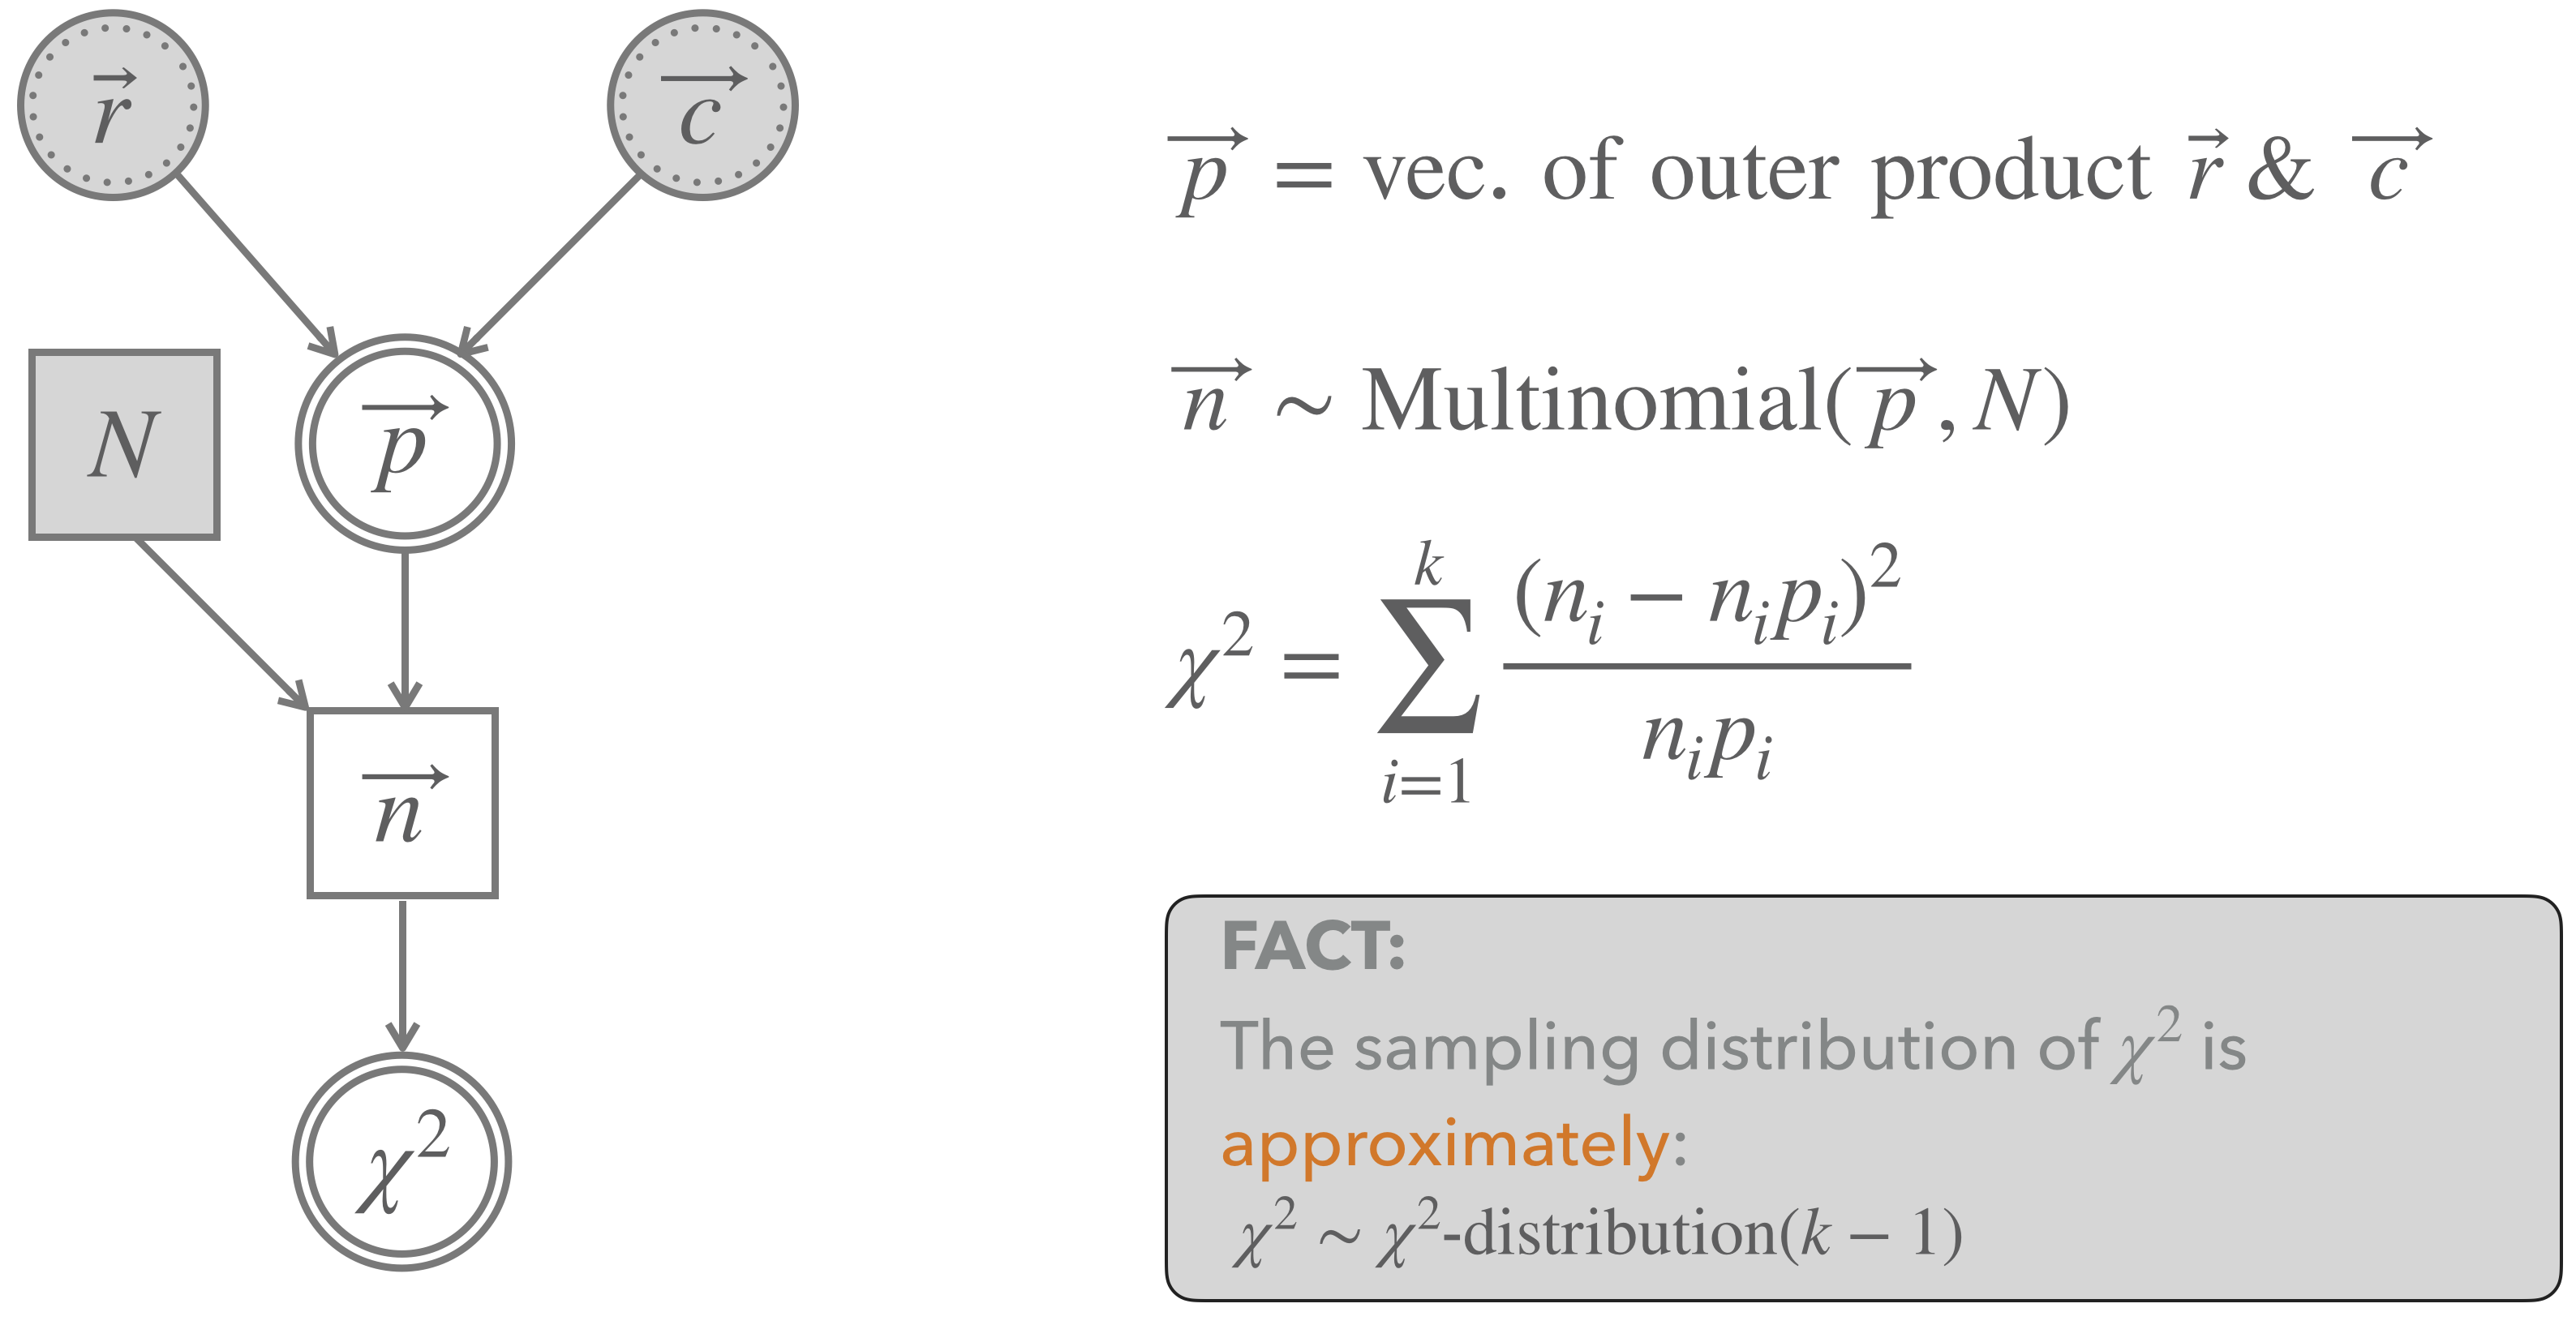 $\vec{r}$
$\vec{c}$
$N$
$\vec{p}$
$\vec{n}$
$\chi^2$
$\vec{p}$ = vec. of outer product $\vec{r}$ & $\vec{c}$
$\vec{n} \sim \text{Multinomial}(\vec{p}, N)$
$\chi^2 = \sum_{i=1}^{k} \frac{(n_i - n_i p_i)^2}{n_i p_i}$
FACT:
The sampling distribution of $\chi^2$ is
approximately:
$\chi^2 \sim \chi^2\text{-distribution}(k - 1)$